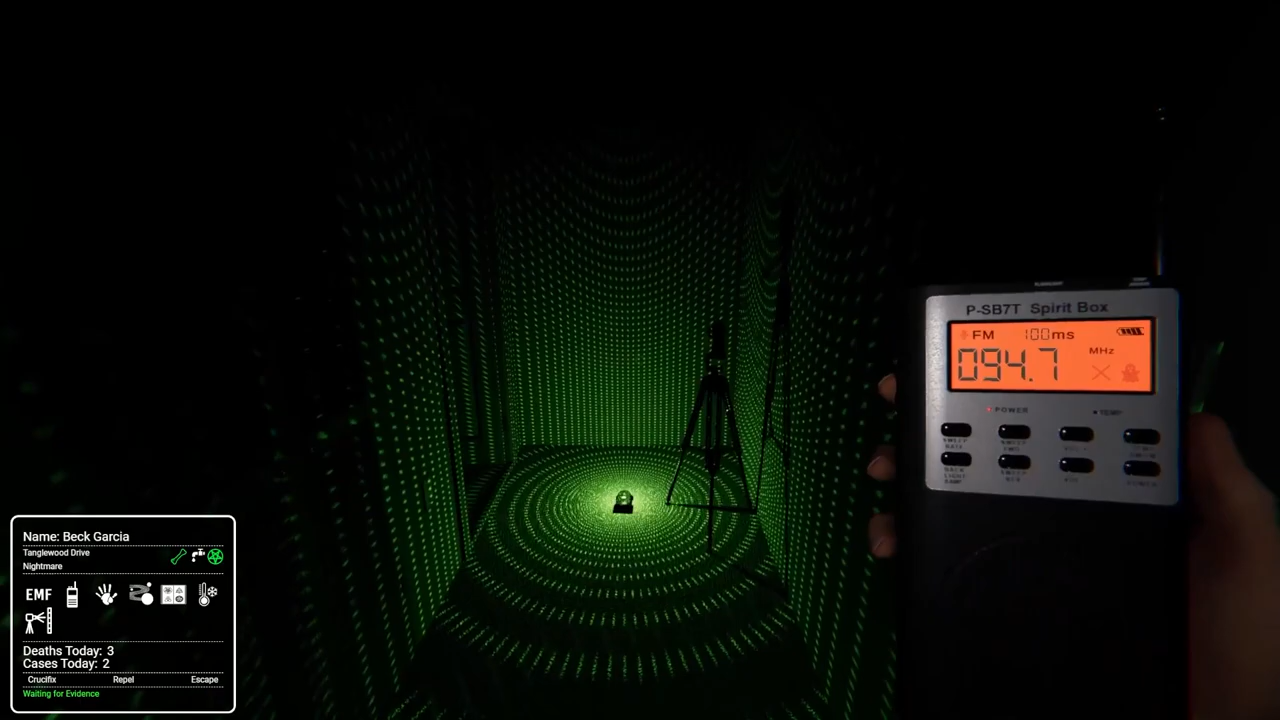 P-SB7T Spirit Box
FM 100ms
094.7 MHz
POWER
Name: Beck Garcia
Tanglewood Drive
Nightmare
EMF
Deaths Today: 3
Cases Today: 2
Crucifix Repel Escape
Waiting for Evidence